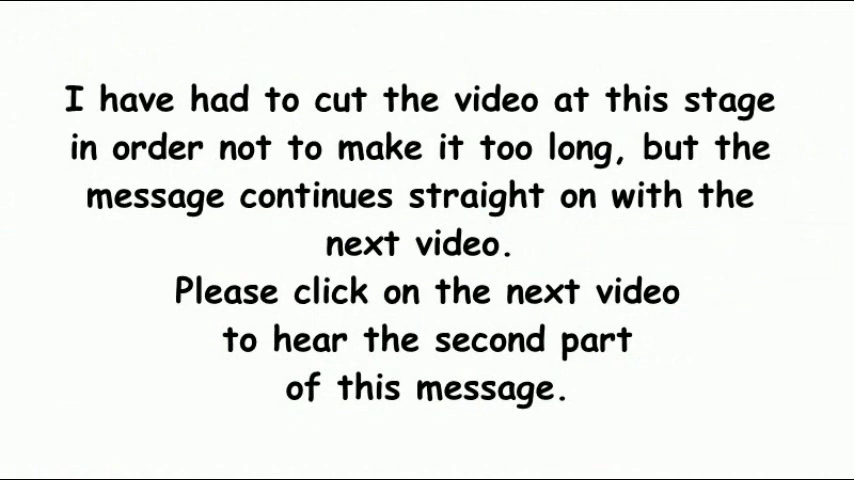 I have had to cut the video at this stage
in order not to make it too long, but the
message continues straight on with the
next video.
Please click on the next video
to hear the second part
of this message.